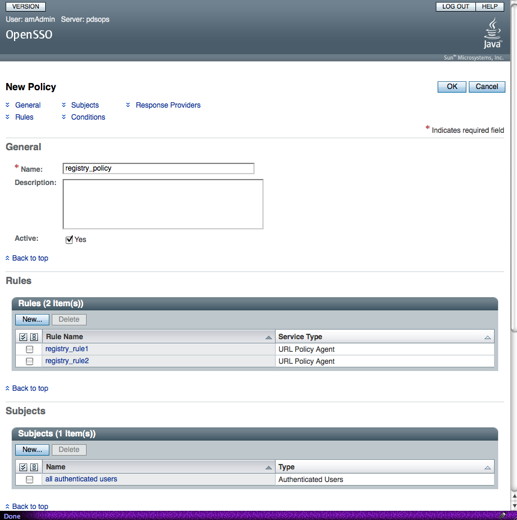 VERSION LOG OUT HELP
User: amAdmin Server: pdsops
OpenSSO
Java
Sun™ Microsystems, Inc.
New Policy OK Cancel
General Subjects Response Providers
Rules Conditions
* Indicates required field
General
* Name: registry_policy
Description:
Active: Yes
Back to top
Rules
Rules (2 Item(s))
New... Delete
Rule Name Service Type
registry_rule1 URL Policy Agent
registry_rule2 URL Policy Agent
Back to top
Subjects
Subjects (1 Item(s))
New... Delete
Name Type
all authenticated users Authenticated Users
Back to top
Done